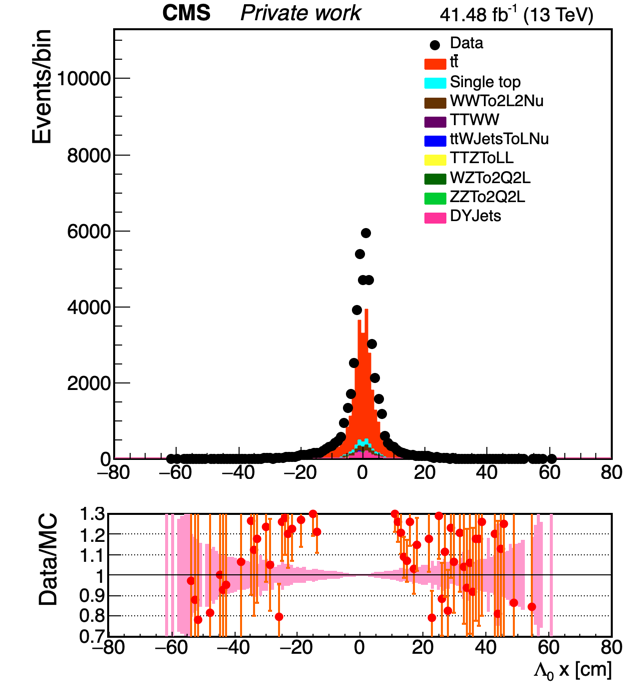 CMS Private work 41.48 fb⁻¹ (13 TeV)
Events/bin
10000
8000
6000
4000
2000
0
Data
tt̄
Single top
WWTo2L2Nu
TTWW
ttWJetsToLNu
TTZToLL
WZTo2Q2L
ZZTo2Q2L
DYJets
−80 −60 −40 −20 0 20 40 60 80
Data/MC
1.3
1.2
1.1
1
0.9
0.8
0.7
−80 −60 −40 −20 0 20 40 60 80
Λ₀ x [cm]